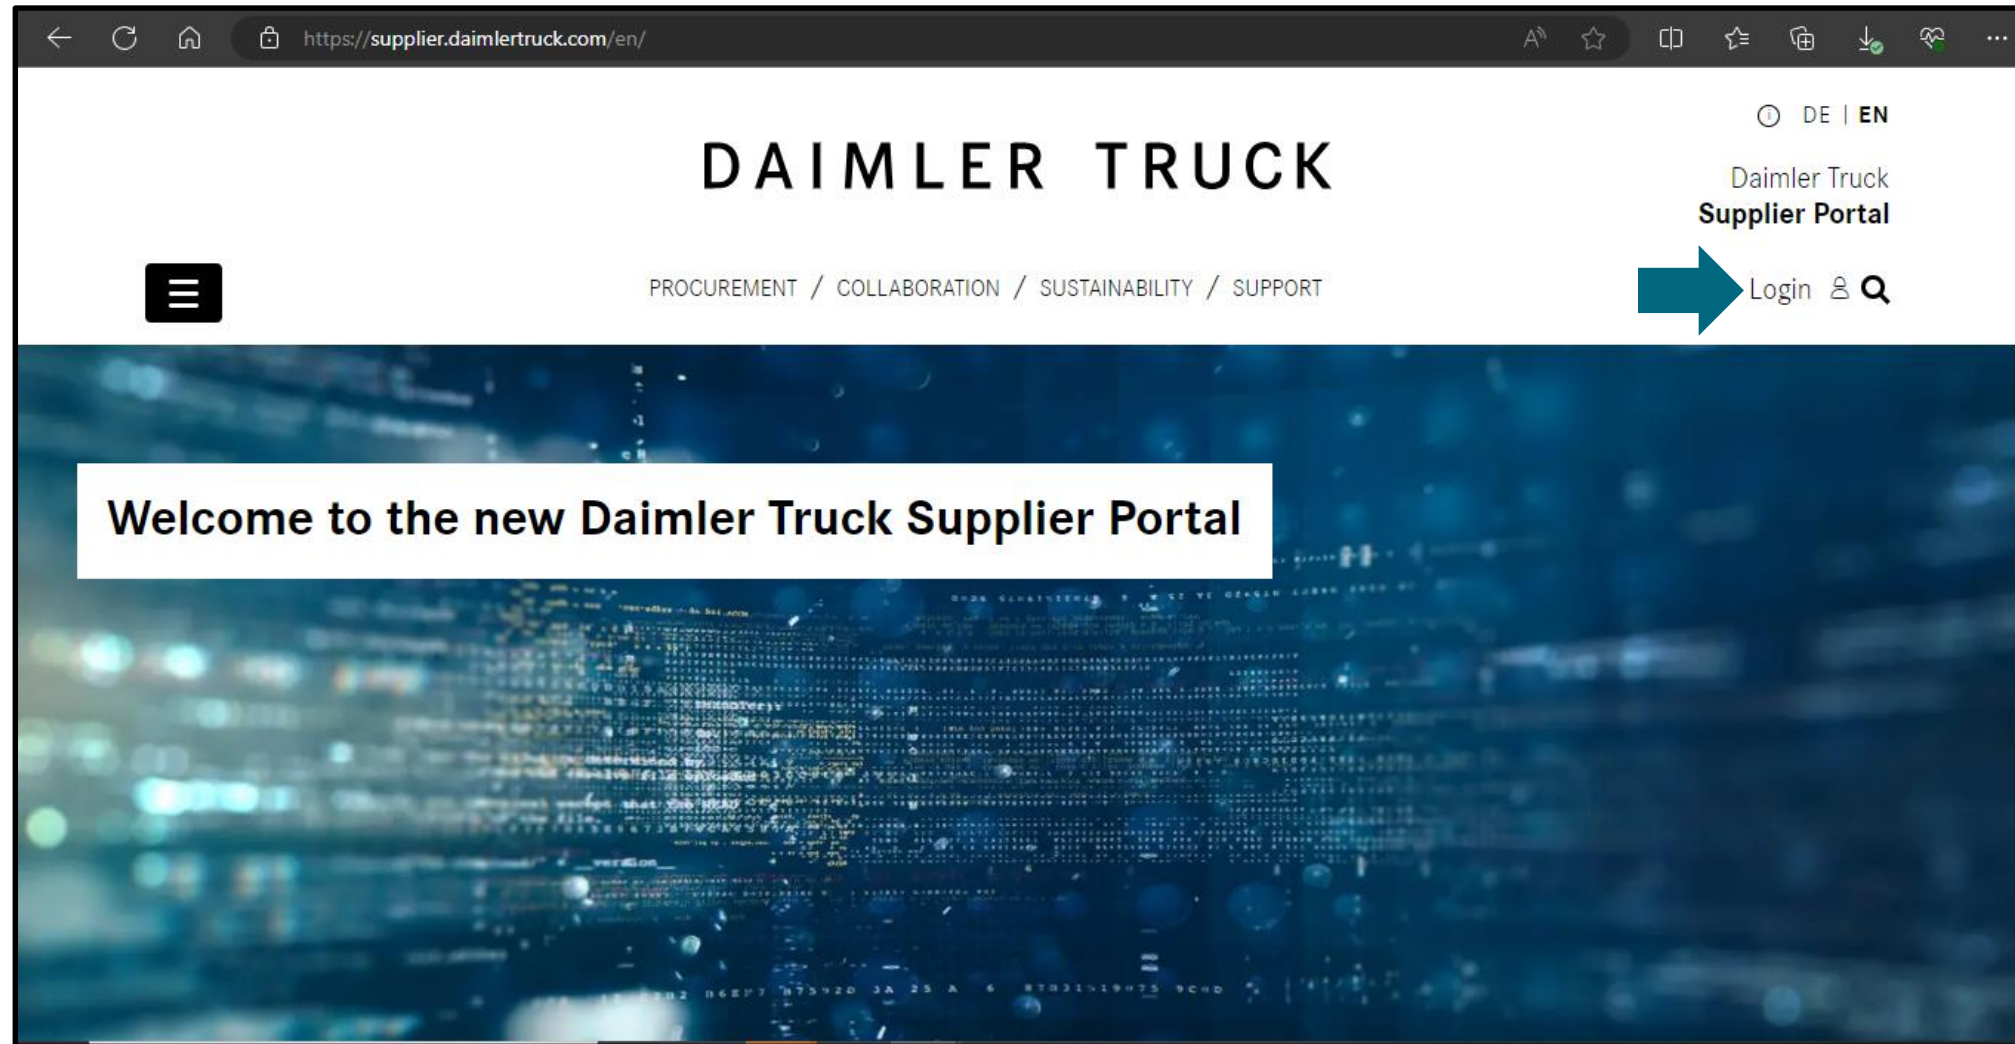 https://supplier.daimlertruck.com/en/
DE | EN
DAIMLER TRUCK
Daimler Truck
Supplier Portal
PROCUREMENT / COLLABORATION / SUSTAINABILITY / SUPPORT
Login
Welcome to the new Daimler Truck Supplier Portal